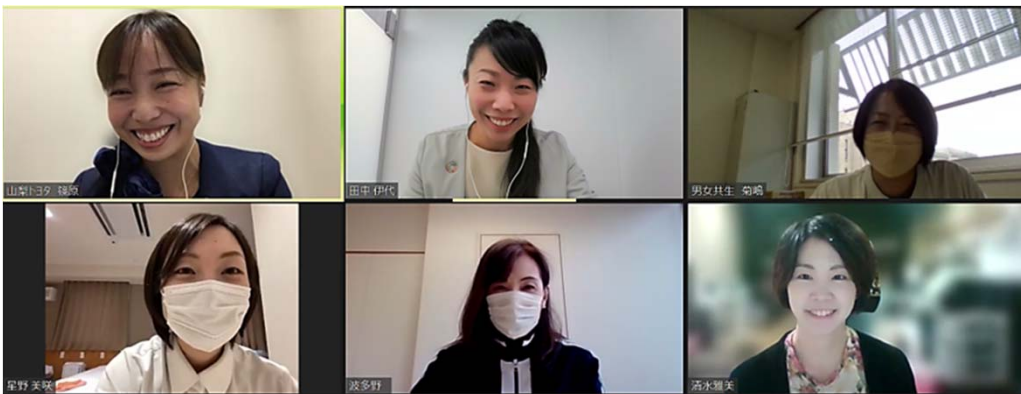 山梨トヨタ 篠原
田中 伊代
男女共生 菊嶋
星野 美咲
波多野
清水雅美